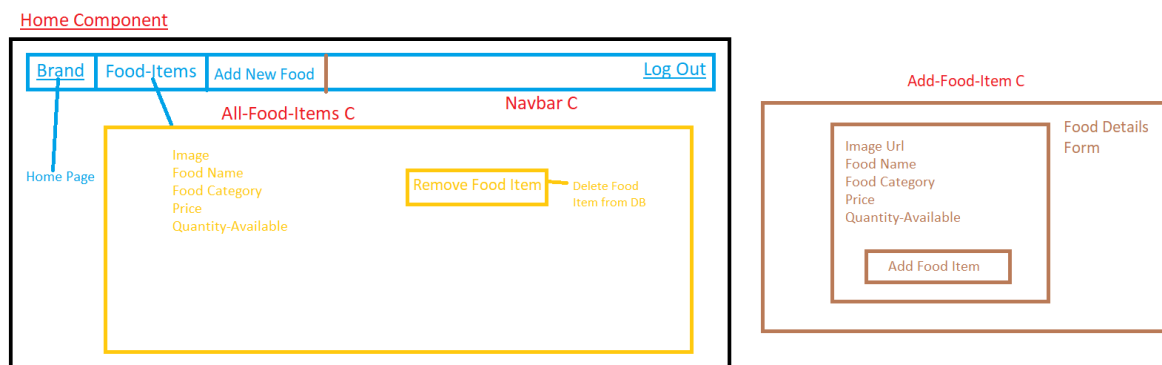 Home Component
Brand
Food-Items
Add New Food
Log Out
All-Food-Items C
Navbar C
Home Page
Image
Food Name
Food Category
Price
Quantity-Available
Remove Food Item
Delete Food
Item from DB
Add-Food-Item C
Food Details
Form
Image Url
Food Name
Food Category
Price
Quantity-Available
Add Food Item